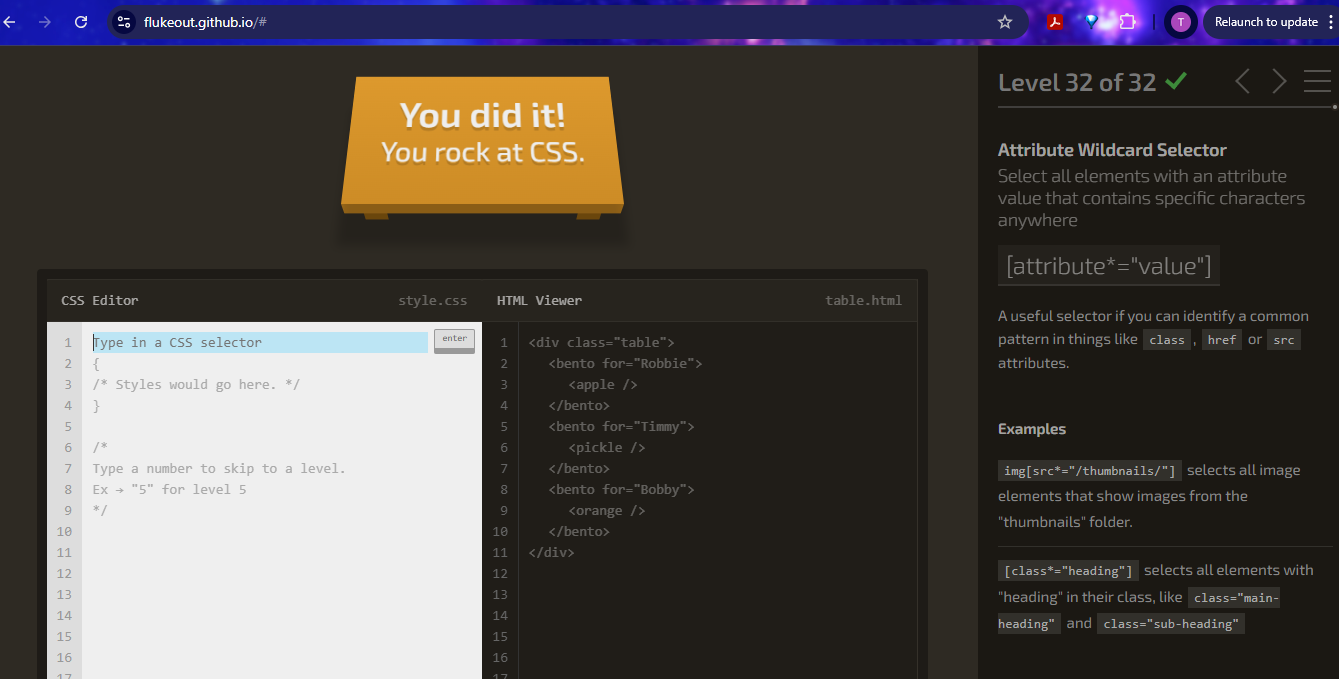 flukeout.github.io/#
T
Relaunch to update
You did it!
You rock at CSS.
CSS Editor
style.css
HTML Viewer
table.html
1
Type in a CSS selector
enter
2
{
3
/* Styles would go here. */
4
}
5
6
/*
7
Type a number to skip to a level.
8
Ex → "5" for level 5
9
*/
10
11
12
13
14
15
16
17
1
<div class="table">
2
<bento for="Robbie">
3
<apple />
4
</bento>
5
<bento for="Timmy">
6
<pickle />
7
</bento>
8
<bento for="Bobby">
9
<orange />
10
</bento>
11
</div>
12
13
14
15
16
17
Level 32 of 32
Attribute Wildcard Selector
Select all elements with an attribute
value that contains specific characters
anywhere
[attribute*="value"]
A useful selector if you can identify a common
pattern in things like class , href or src
attributes.
Examples
img[src*="/thumbnails/"] selects all image
elements that show images from the
"thumbnails" folder.
[class*="heading"] selects all elements with
"heading" in their class, like class="main-
heading" and class="sub-heading"